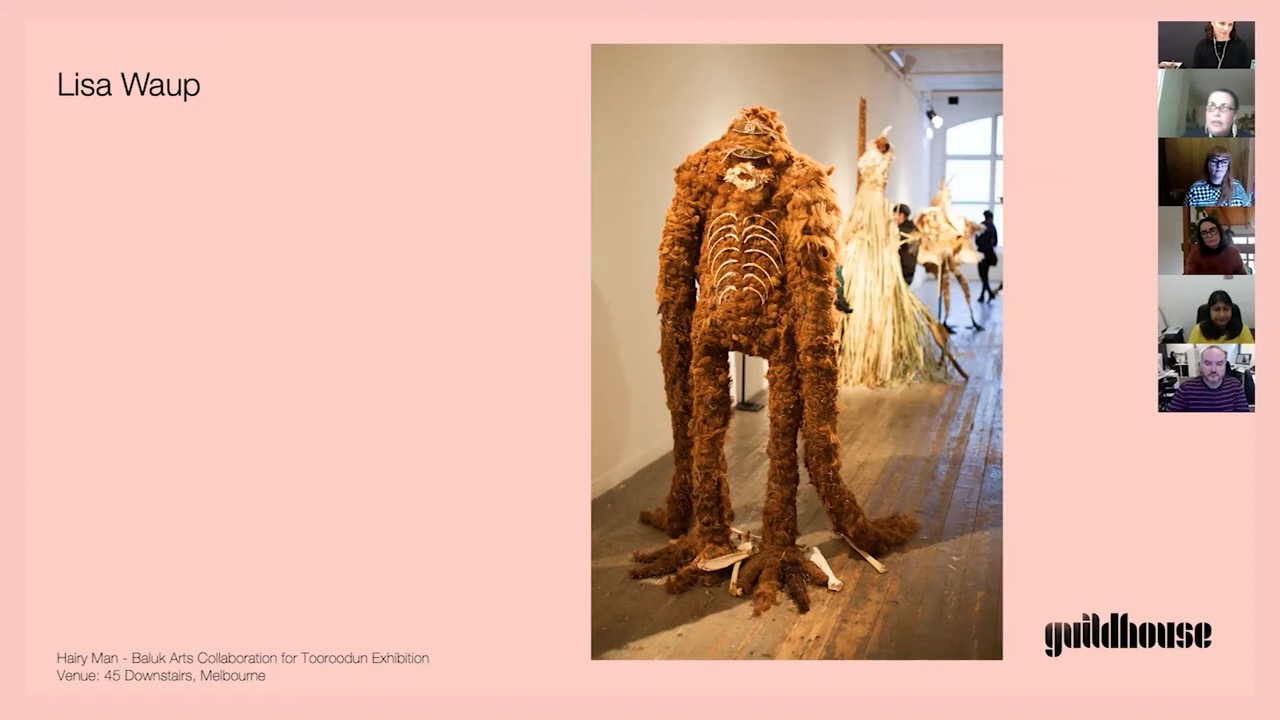 Lisa Waup
guildhouse
Hairy Man - Baluk Arts Collaboration for Tooroodun Exhibition
Venue: 45 Downstairs, Melbourne